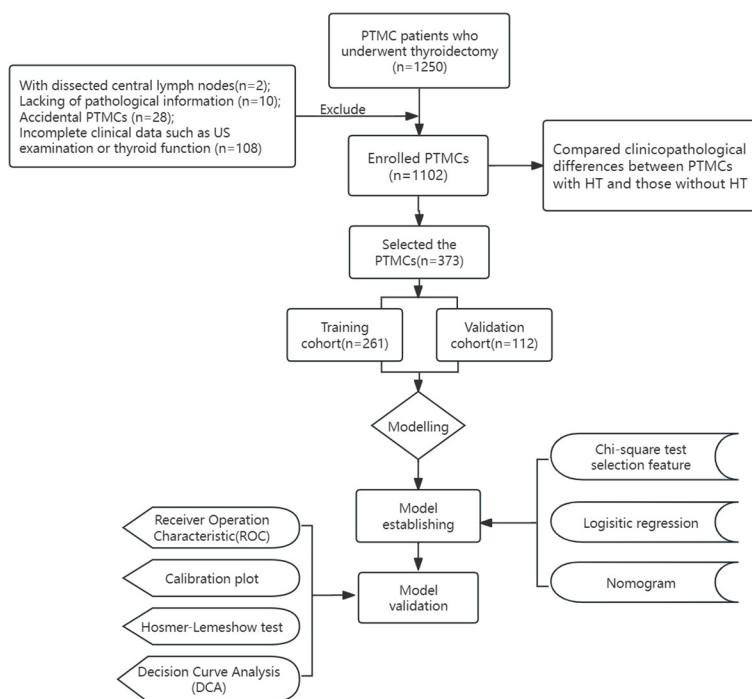 PTMC patients who
underwent thyroidectomy
(n=1250)
With dissected central lymph nodes(n=2);
Lacking of pathological information (n=10);
Accidental PTMCs (n=28);
Incomplete clinical data such as US
examination or thyroid function (n=108)
Exclude
Enrolled PTMCs
(n=1102)
Compared clinicopathological
differences between PTMCs
with HT and those without HT
Selected the
PTMCs(n=373)
Training
cohort(n=261)
Validation
cohort(n=112)
Modelling
Chi-square test
selection feature
Model
establishing
Logisitic regression
Nomogram
Receiver Operation
Characteristic(ROC)
Calibration plot
Model
validation
Hosmer-Lemeshow test
Decision Curve Analysis
(DCA)